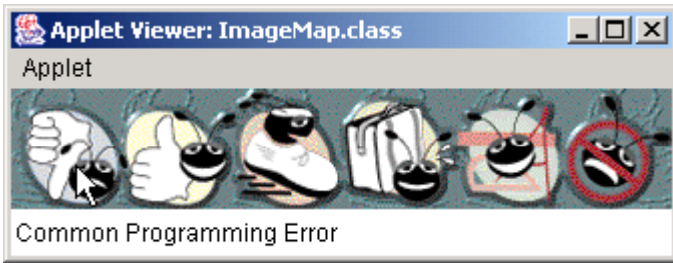 Applet Viewer: ImageMap.class
Applet
Common Programming Error